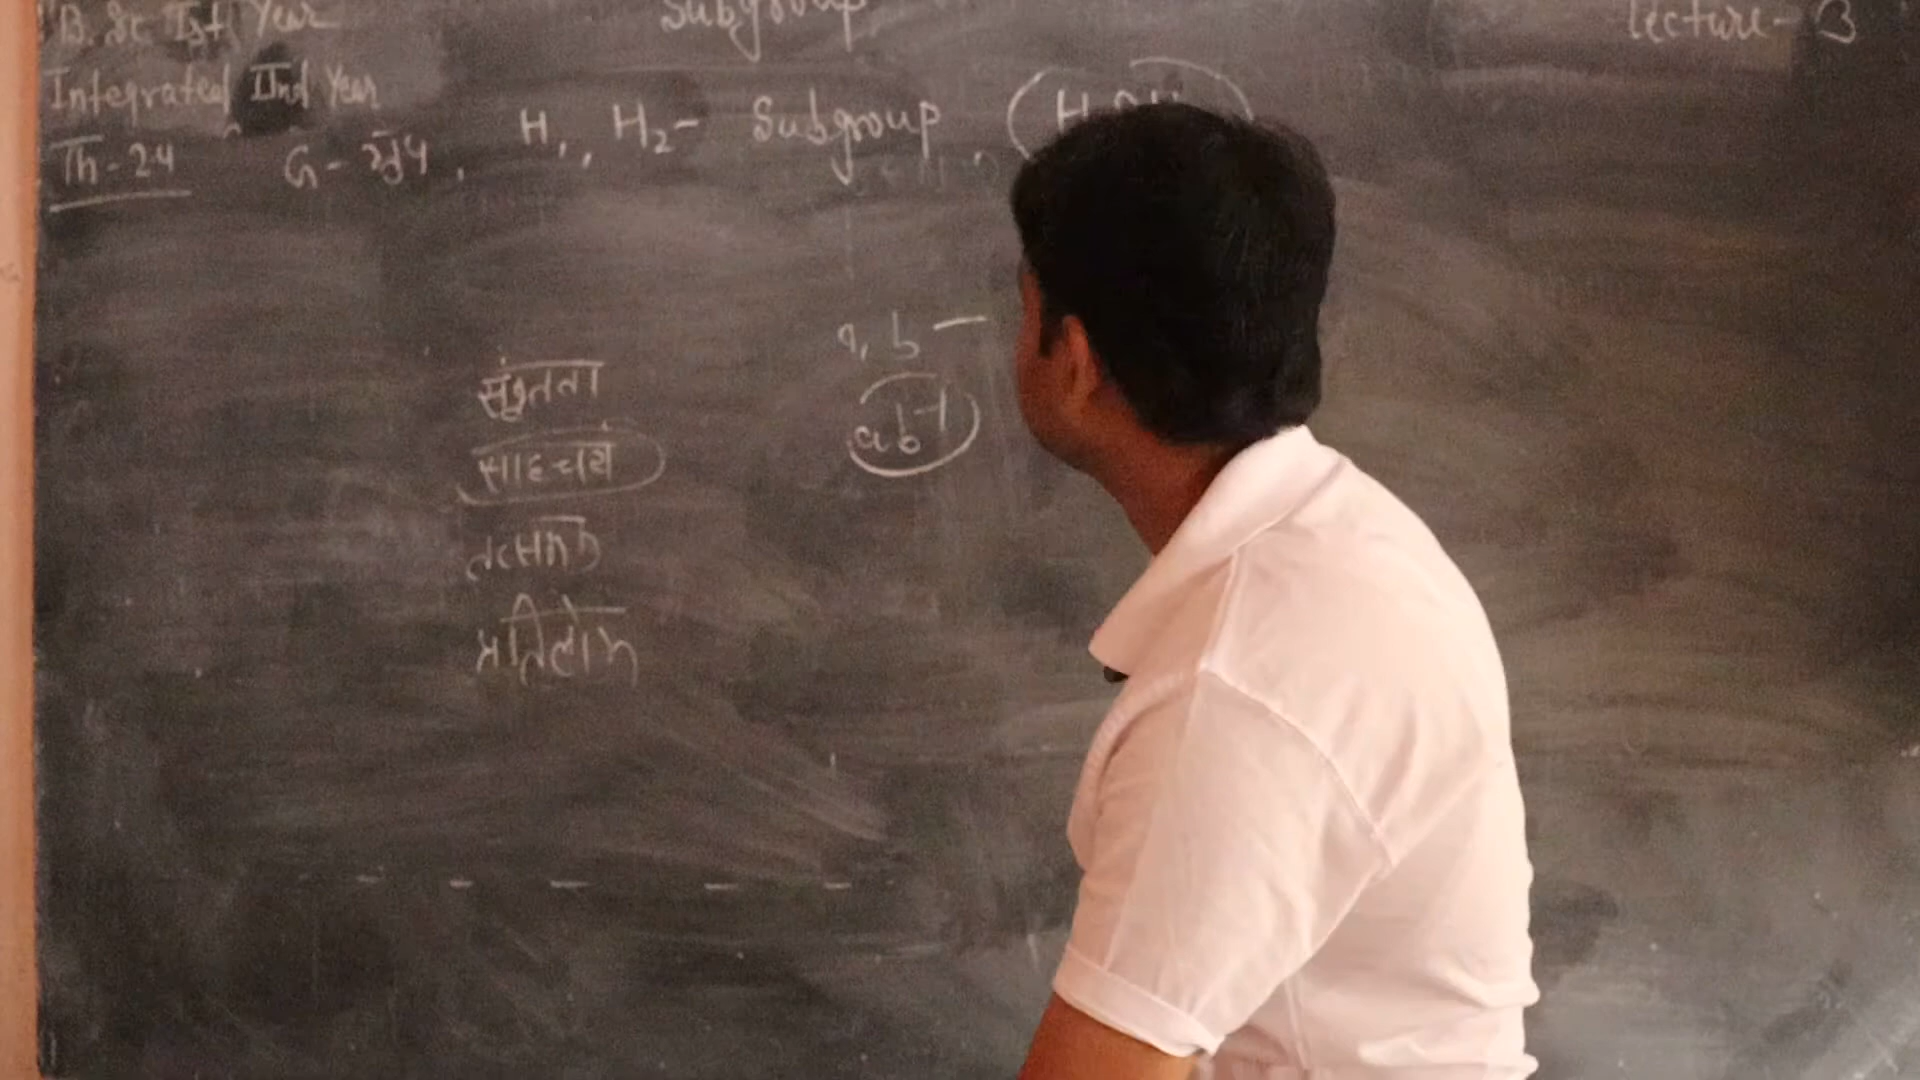 B. Sc Ist Year
Subgroup
Lecture - 3
Integrated IInd Year
Th - 24 G - समूह, H₁, H₂ - Subgroup,
a, b -
संवृतता
ab⁻¹
साहचर्य
तत्समक
प्रतिलोम